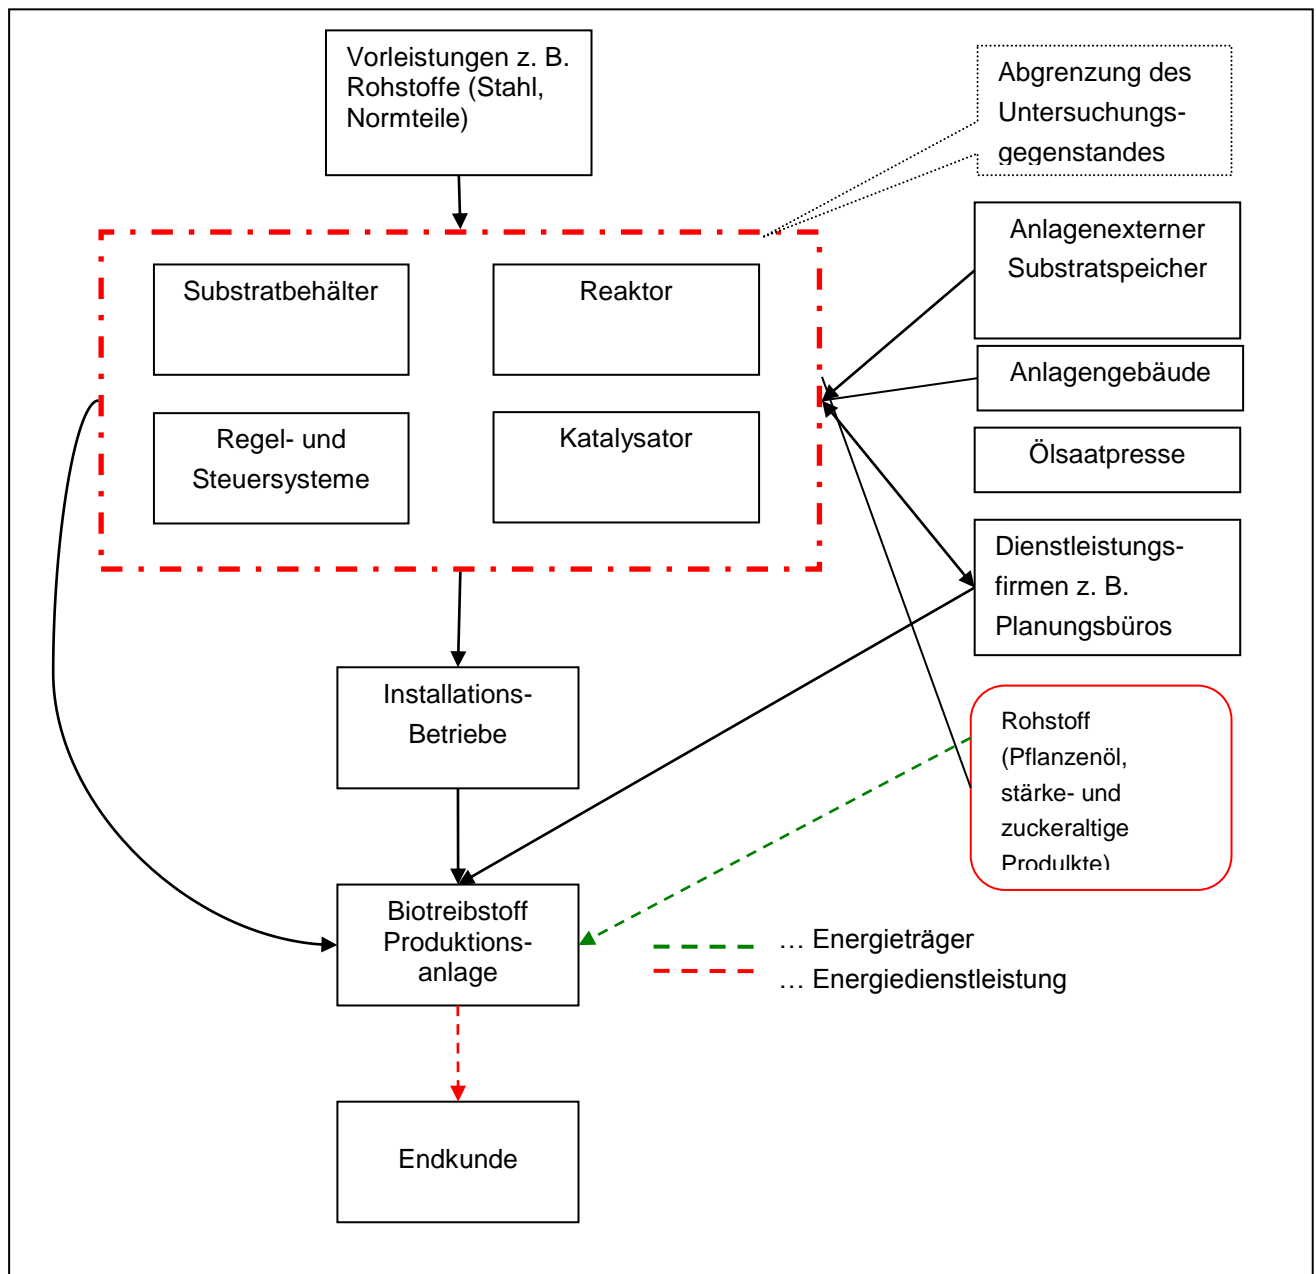 Vorleistungen z. B.
Rohstoffe (Stahl,
Normteile)
Abgrenzung des
Untersuchungs-
gegenstandes
Substratbehälter
Reaktor
Regel- und
Steuersysteme
Katalysator
Anlagenexterner
Substratspeicher
Anlagengebäude
Ölsaatpresse
Dienstleistungs-
firmen z. B.
Planungsbüros
Installations-
Betriebe
Rohstoff
(Pflanzenöl,
stärke- und
zuckeraltige
Produlkte)
Biotreibstoff
Produktions-
anlage
… Energieträger
… Energiedienstleistung
Endkunde